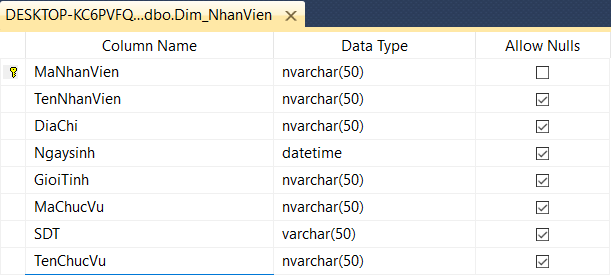 DESKTOP-KC6PVFQ...dbo.Dim_NhanVien
Column Name Data Type Allow Nulls
MaNhanVien nvarchar(50)
TenNhanVien nvarchar(50)
DiaChi nvarchar(50)
Ngaysinh datetime
GioiTinh nvarchar(50)
MaChucVu nvarchar(50)
SDT varchar(50)
TenChucVu nvarchar(50)